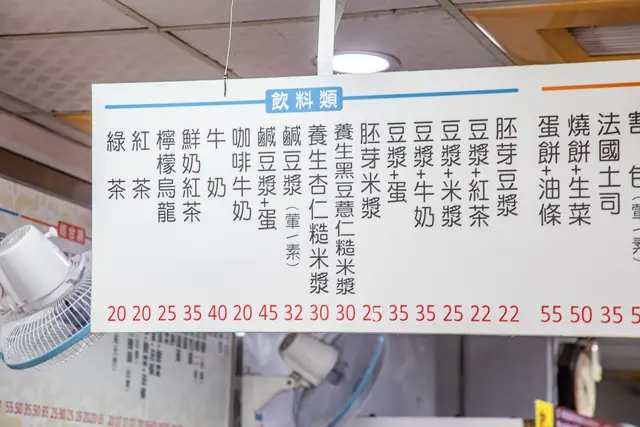 法國土司 35
燒餅+生菜 50
蛋餅+油條 55
飲料類
胚芽豆漿 22
豆漿+紅茶 22
豆漿+米漿 25
豆漿+牛奶 35
豆漿+蛋 35
胚芽米漿 25
養生黑豆薏仁糙米漿 30
養生杏仁糙米漿 30
鹹豆漿(葷一素) 32
鹹豆漿+蛋 45
咖啡牛奶 20
牛奶 40
鮮奶紅茶 35
檸檬烏龍 25
紅茶 20
綠茶 20